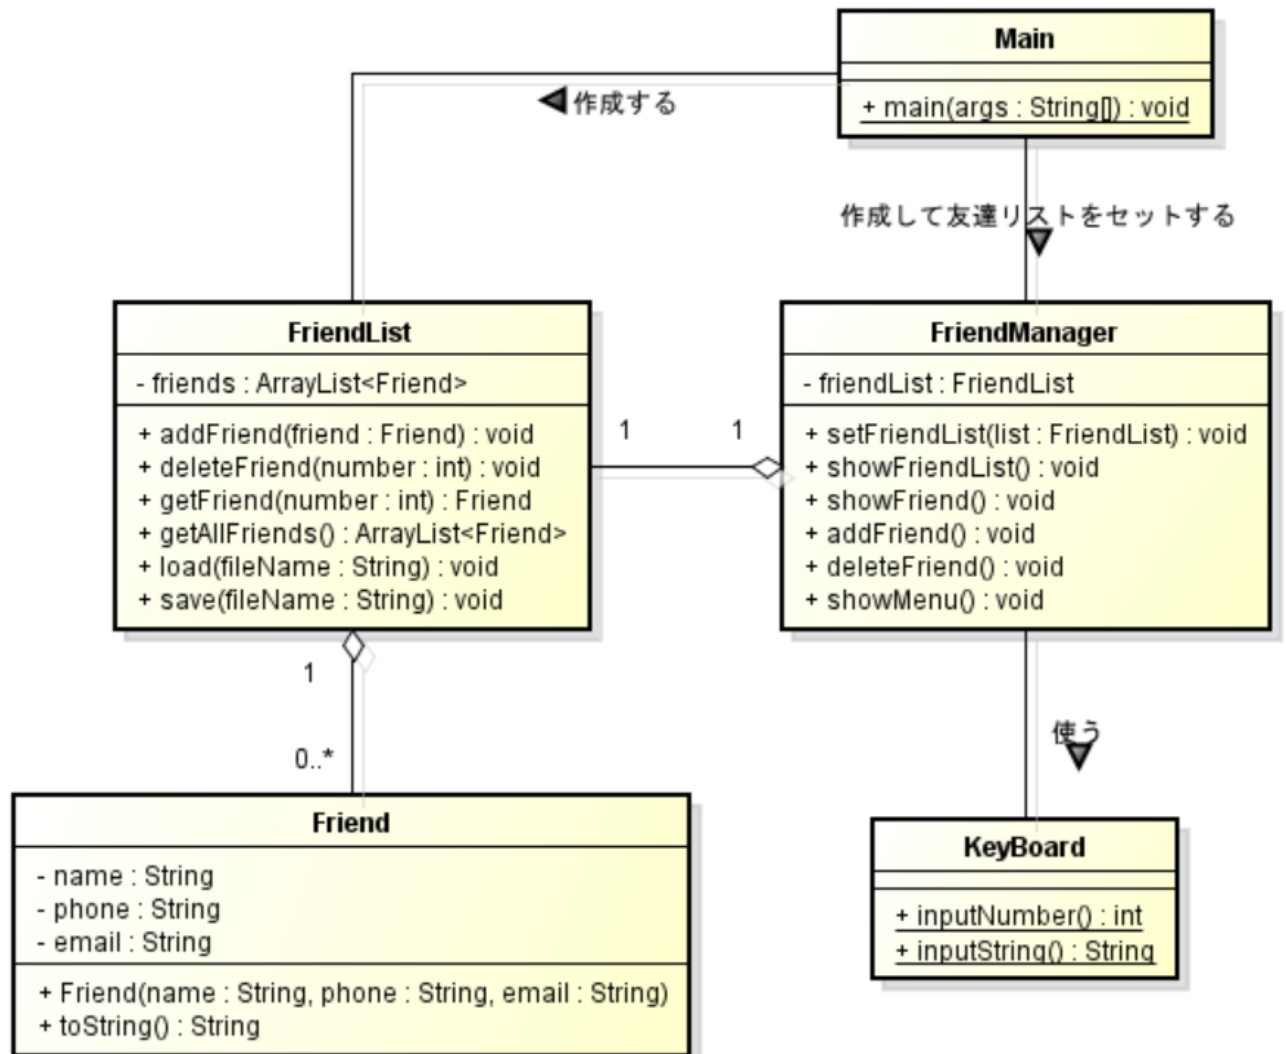 Main
+ main(args : String[]) : void
作成する
作成して友達リストをセットする
FriendList
- friends : ArrayList<Friend>
+ addFriend(friend : Friend) : void
+ deleteFriend(number : int) : void
+ getFriend(number : int) : Friend
+ getAllFriends() : ArrayList<Friend>
+ load(fileName : String) : void
+ save(fileName : String) : void
1
1
FriendManager
- friendList : FriendList
+ setFriendList(list : FriendList) : void
+ showFriendList() : void
+ showFriend() : void
+ addFriend() : void
+ deleteFriend() : void
+ showMenu() : void
1
0..*
使う
Friend
- name : String
- phone : String
- email : String
+ Friend(name : String, phone : String, email : String)
+ toString() : String
KeyBoard
+ inputNumber() : int
+ inputString() : String